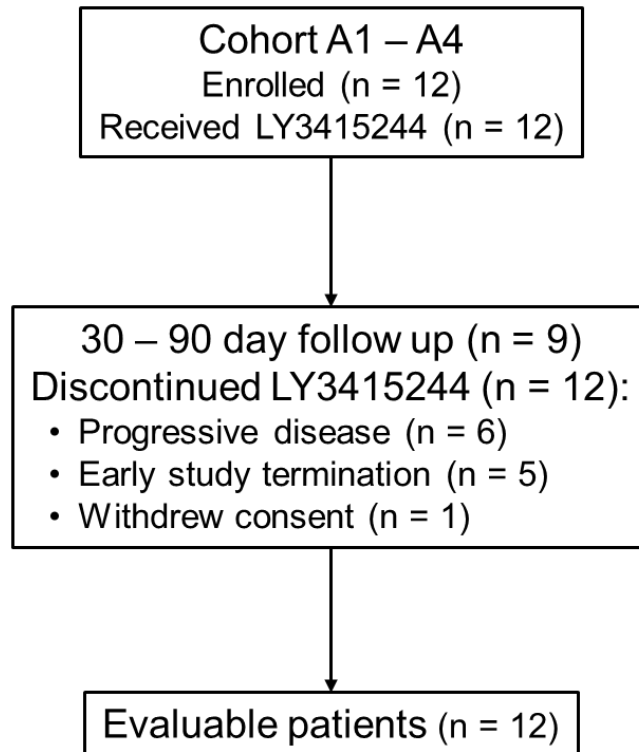 Cohort A1 – A4
Enrolled (n = 12)
Received LY3415244 (n = 12)
30 – 90 day follow up (n = 9)
Discontinued LY3415244 (n = 12):
• Progressive disease (n = 6)
• Early study termination (n = 5)
• Withdrew consent (n = 1)
Evaluable patients (n = 12)